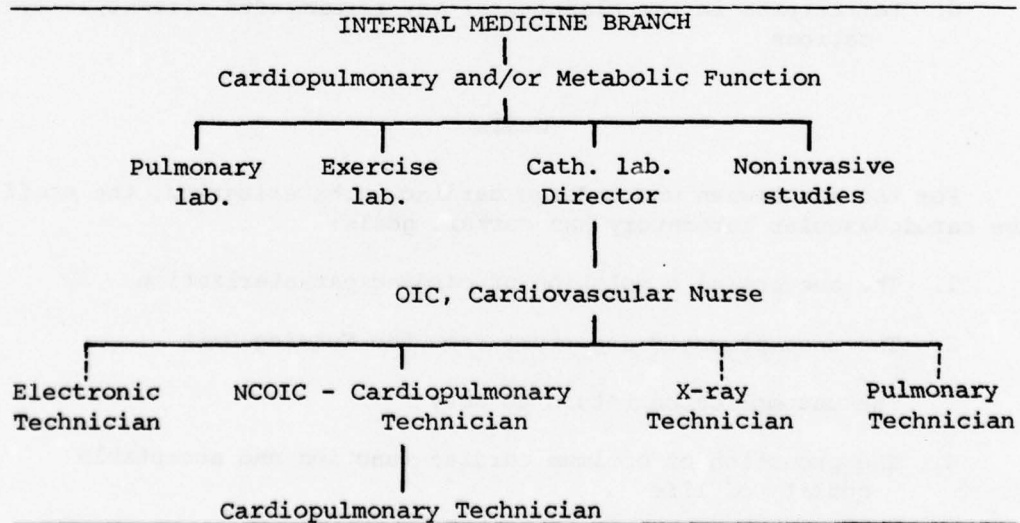 INTERNAL MEDICINE BRANCH
Cardiopulmonary and/or Metabolic Function
Pulmonary lab.
Exercise lab.
Cath. lab. Director
Noninvasive studies
OIC, Cardiovascular Nurse
Electronic Technician
NCOIC - Cardiopulmonary Technician
X-ray Technician
Pulmonary Technician
Cardiopulmonary Technician